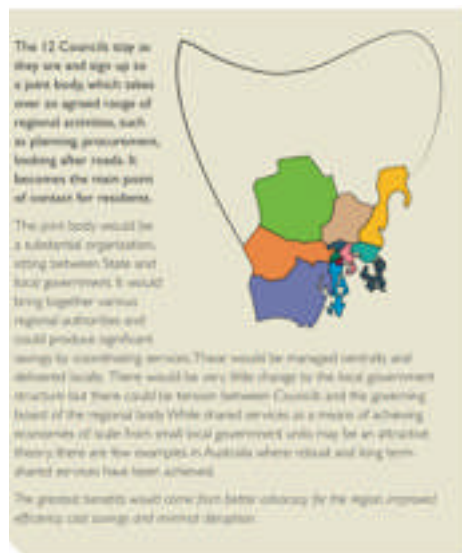 The 12 Councils stay as
they are and sign up to
a joint body, which takes
over an agreed range of
regional activities, such
as planning, procurement,
looking after roads. It
becomes the main point
of contact for residents.
The joint body would be
a substantial organization,
sitting between State and
local government. It would
bring together various
regional authorities and
could produce significant
savings by coordinating services. These would be managed centrally and
delivered locally. There would be very little change to the local government
structure but there could be tension between Councils and the governing
board of the regional body. While shared services as a means of achieving
economies of scale from small local government units may be an attractive
theory, there are few examples in Australia where robust and long term
shared services have been achieved.
The greatest benefits would come from better advocacy for the region, improved
efficiency, cost savings and minimal disruption.